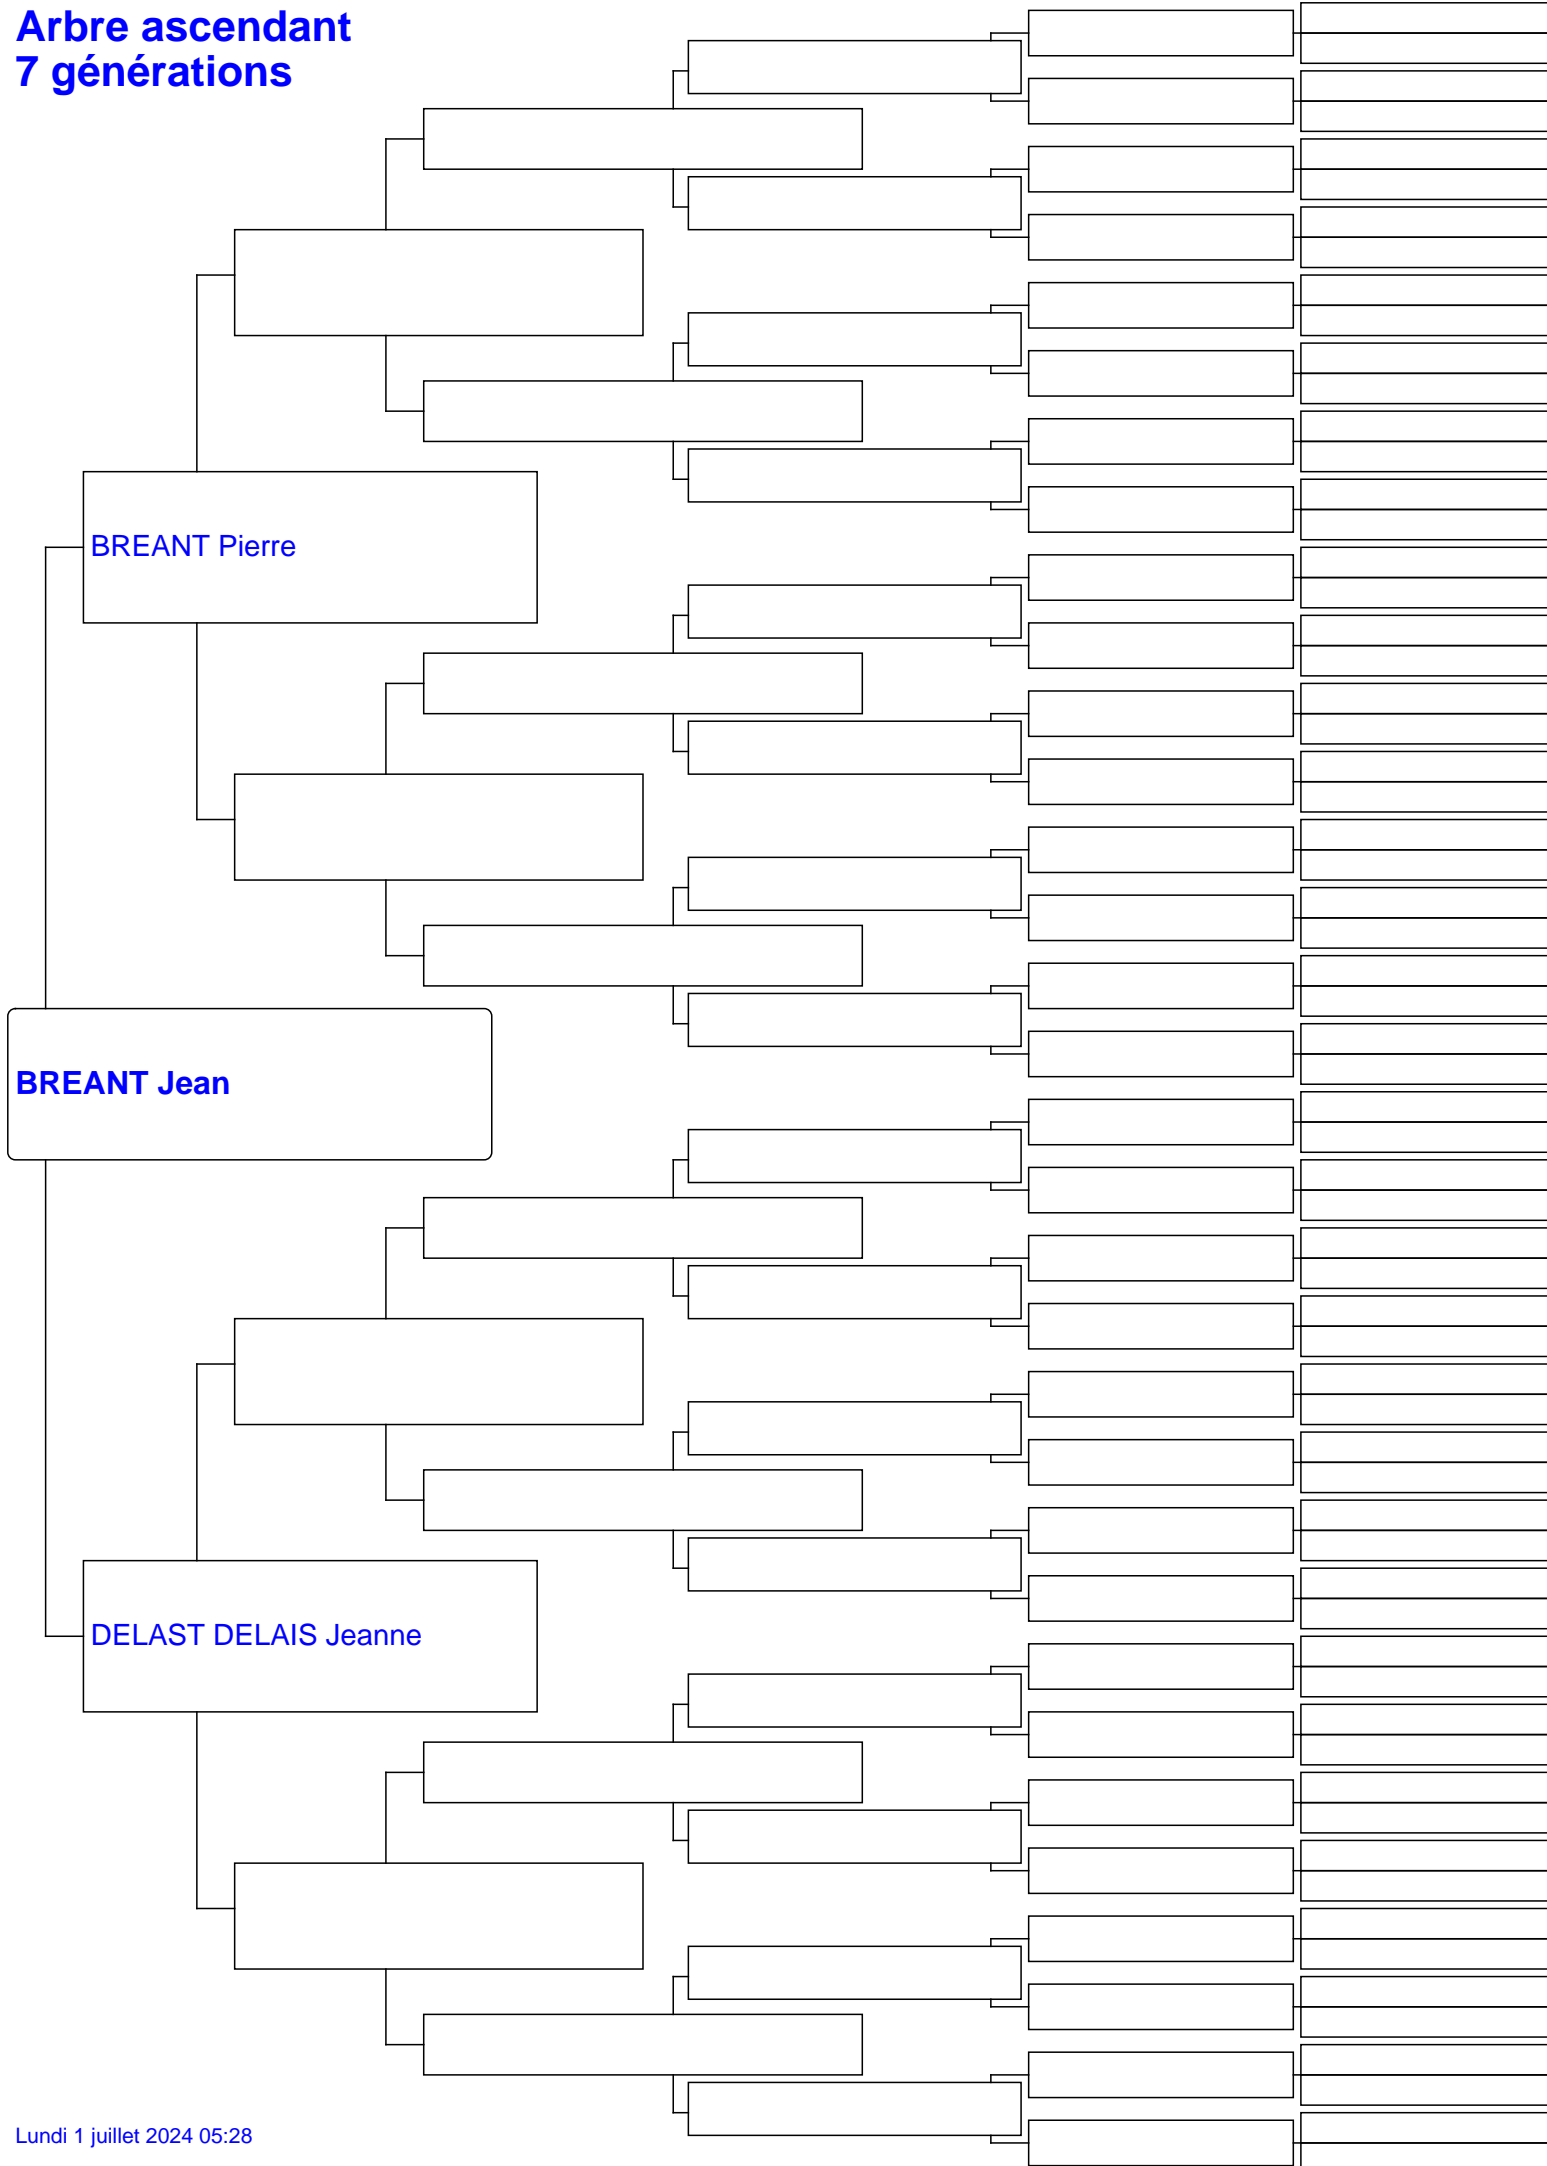 Arbre ascendant
7 générations
BREANT Pierre
BREANT Jean
DELAST DELAIS Jeanne
Lundi 1 juillet 2024 05:28